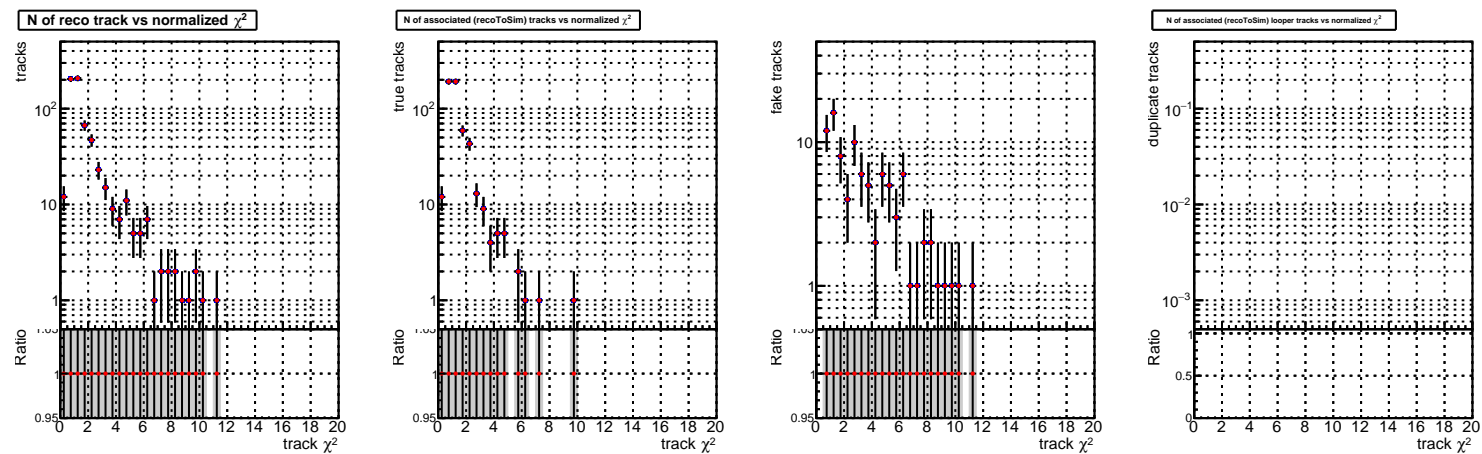 N of reco track vs normalized χ²
tracks
10²
10
1
1.05
Ratio
1
0.95
0 2 4 6 8 10 12 14 16 18 20
track χ²
N of associated (recoToSim) tracks vs normalized χ²
true tracks
10²
10
1
1.05
Ratio
1
0.95
0 2 4 6 8 10 12 14 16 18 20
track χ²
fake tracks
10
1
1.05
Ratio
1
0.95
0 2 4 6 8 10 12 14 16 18 20
track χ²
N of associated (recoToSim) looper tracks vs normalized χ²
duplicate tracks
10⁻¹
10⁻²
10⁻³
Ratio
1
0.5
0
0 2 4 6 8 10 12 14 16 18 20
track χ²